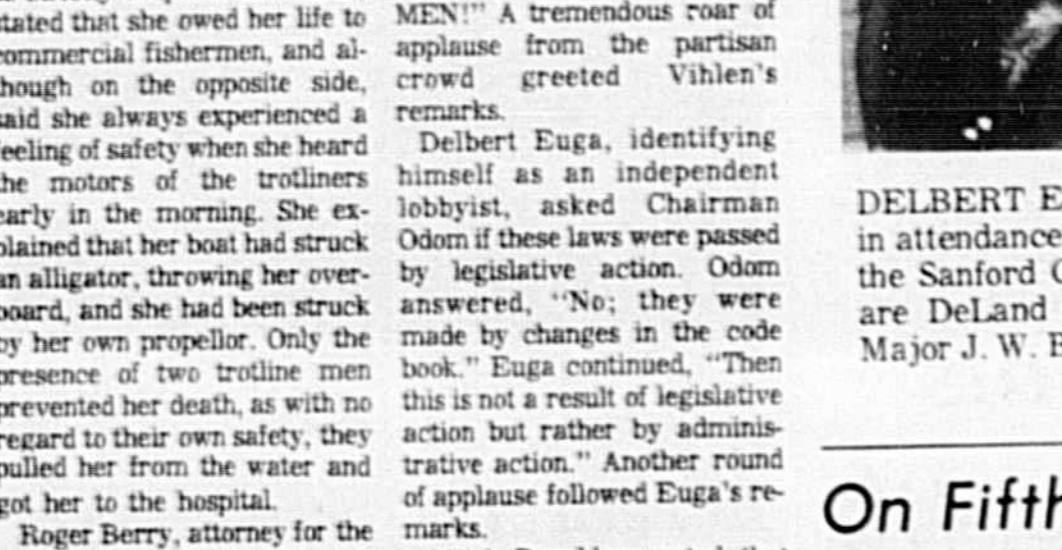 stated that she owed her life to
commercial fishermen, and al-
though on the opposite side,
said she always experienced a
feeling of safety when she heard
the motors of the trotliners
early in the morning. She ex-
plained that her boat had struck
an alligator, throwing her over-
board, and she had been struck
by her own propellor. Only the
presence of two trotline men
prevented her death, as with no
regard to their own safety, they
pulled her from the water and
got her to the hospital.
Roger Berry, attorney for the
MEN!" A tremendous roar of
applause from the partisan
crowd greeted Vihlen's
remarks.
Delbert Euga, identifying
himself as an independent
lobbyist, asked Chairman
Odom if these laws were passed
by legislative action. Odom
answered, "No; they were
made by changes in the code
book." Euga continued, "Then
this is not a result of legislative
action but rather by adminis-
trative action." Another round
of applause followed Euga's re-
marks.
DELBERT E
in attendance
the Sanford
are DeLand
Major J. W.
On Fifth